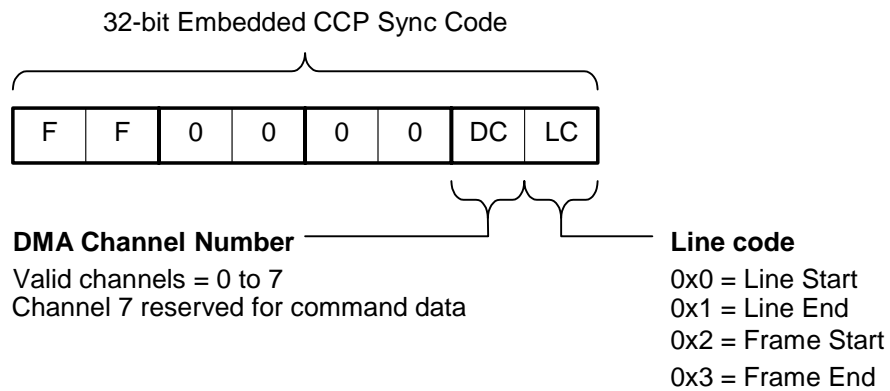 32-bit Embedded CCP Sync Code
F F 0 0 0 0 DC LC
DMA Channel Number
Valid channels = 0 to 7
Channel 7 reserved for command data
Line code
0x0 = Line Start
0x1 = Line End
0x2 = Frame Start
0x3 = Frame End